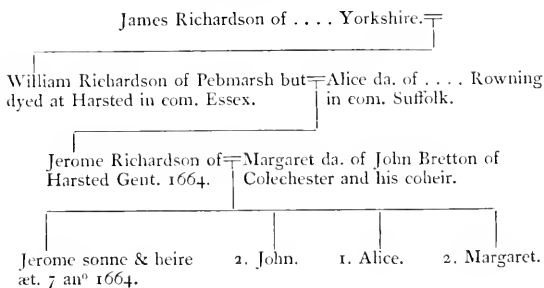 James Richardson of . . . . Yorkshire.
William Richardson of Pebmarsh but Alice da. of . . . . Rowning
dyed at Harsted in com. Essex. in com. Suffolk.
Jerome Richardson of Margaret da. of John Bretton of
Harsted Gent. 1664. Colechester and his coheir.
Jerome sonne & heire 2. John. 1. Alice. 2. Margaret.
æt. 7 anº 1664.